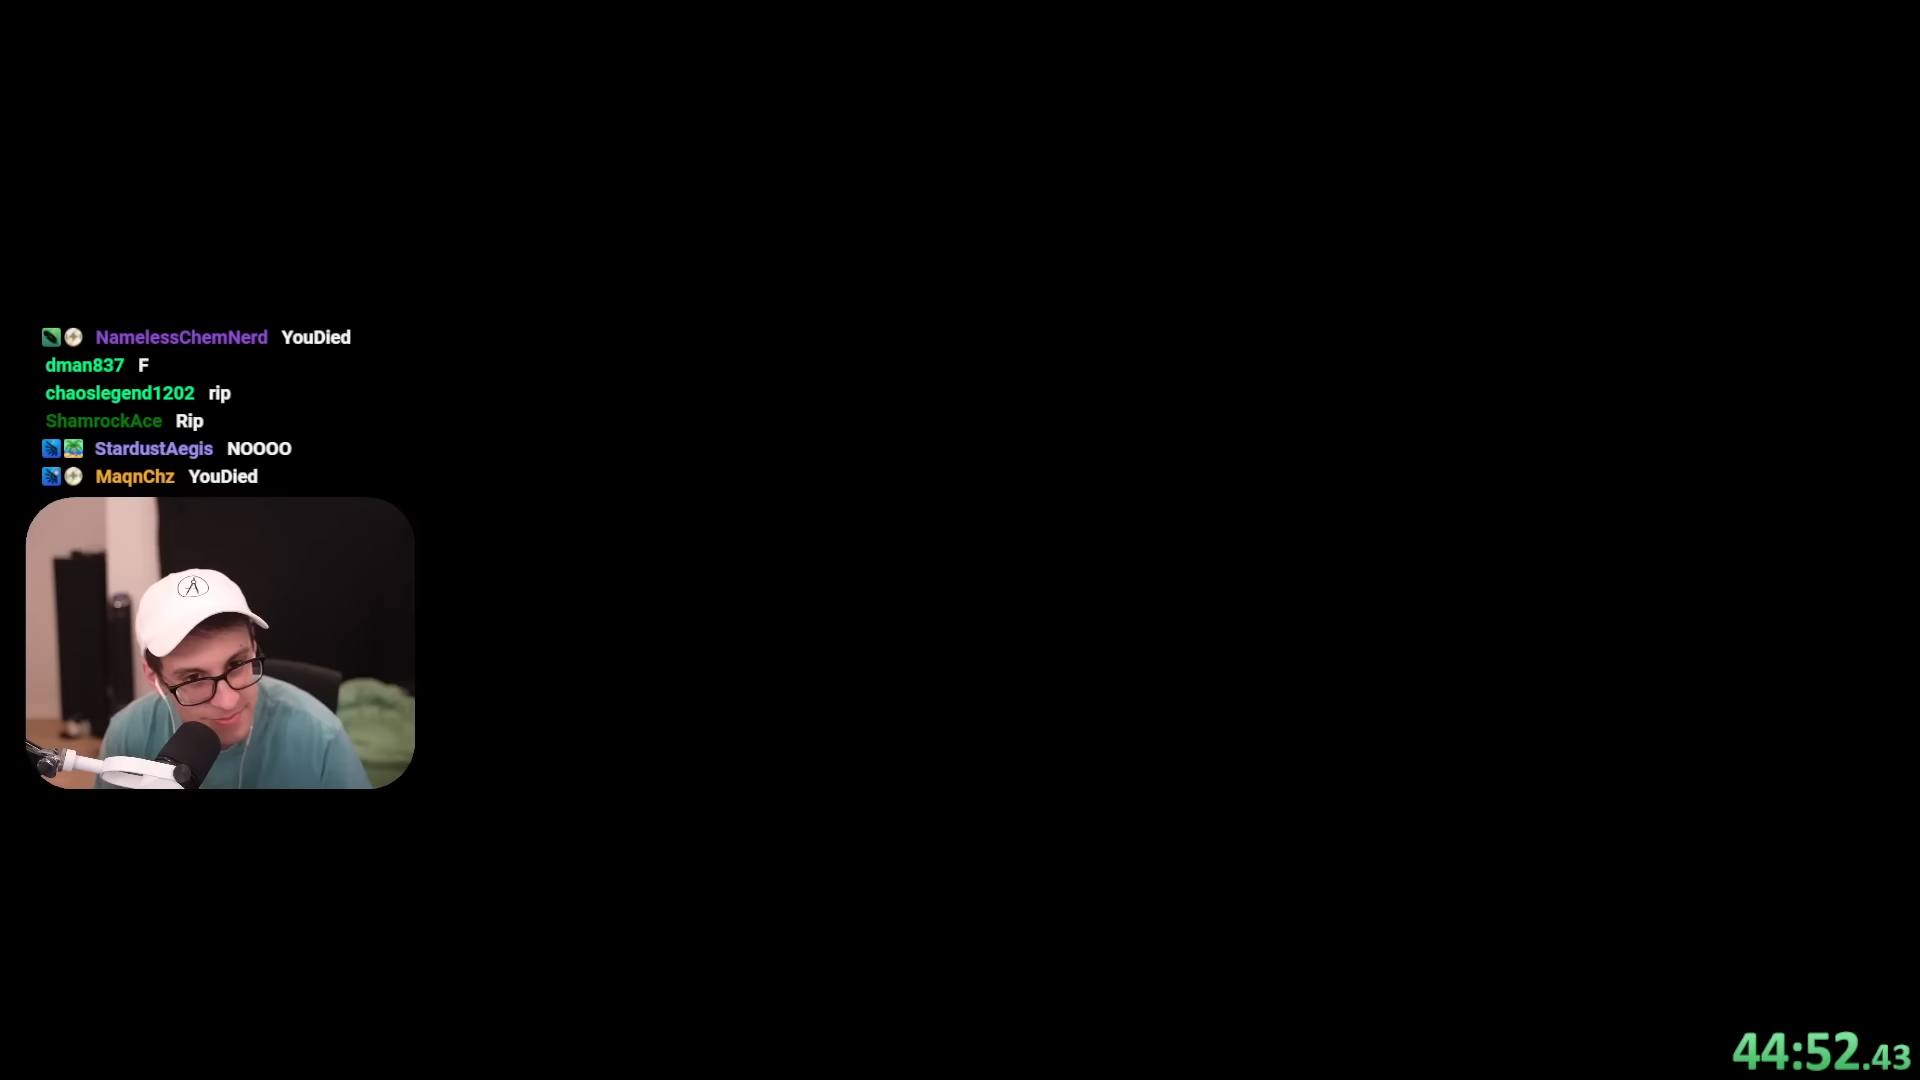 NamelessChemNerd YouDied
dman837 F
chaoslegend1202 rip
ShamrockAce Rip
StardustAegis NOOOO
MaqnChz YouDied
44:52.43